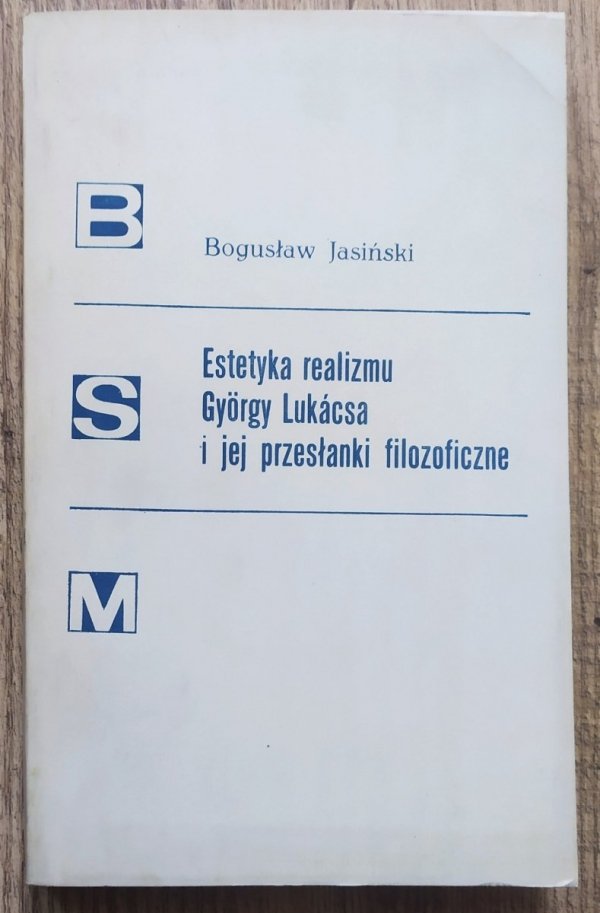 B
Bogusław Jasiński
S
Estetyka realizmu
György Lukácsa
i jej przesłanki filozoficzne
M